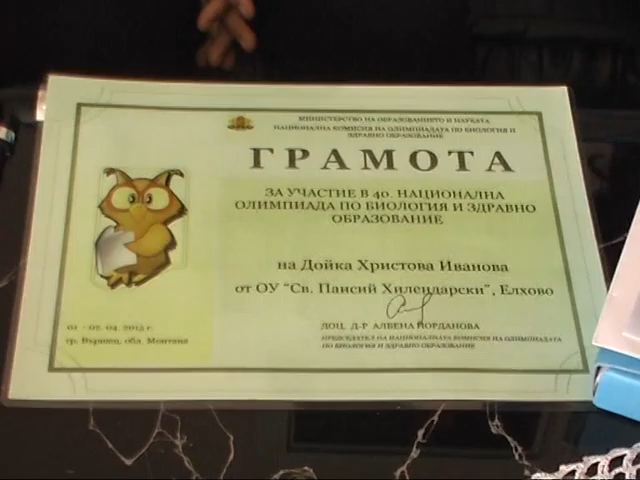 МИНИСТЕРСТВО НА ОБРАЗОВАНИЕТО И НАУКАТА
НАЦИОНАЛНА КОМИСИЯ НА ОЛИМПИАДАТА ПО БИОЛОГИЯ И
ЗДРАВНО ОБРАЗОВАНИЕ
ГРАМОТА
ЗА УЧАСТИЕ В 40. НАЦИОНАЛНА
ОЛИМПИАДА ПО БИОЛОГИЯ И ЗДРАВНО
ОБРАЗОВАНИЕ
на Дойка Христова Иванова
от ОУ "Св. Паисий Хилендарски", Елхово
ДОЦ. Д-Р АЛБЕНА ЙОРДАНОВА
ПРЕДСЕДАТЕЛ НА НАЦИОНАЛНАТА КОМИСИЯ НА ОЛИМПИАДАТА
ПО БИОЛОГИЯ И ЗДРАВНО ОБРАЗОВАНИЕ
01 - 02. 04. г.
гр. Вършец, обл. Монтана